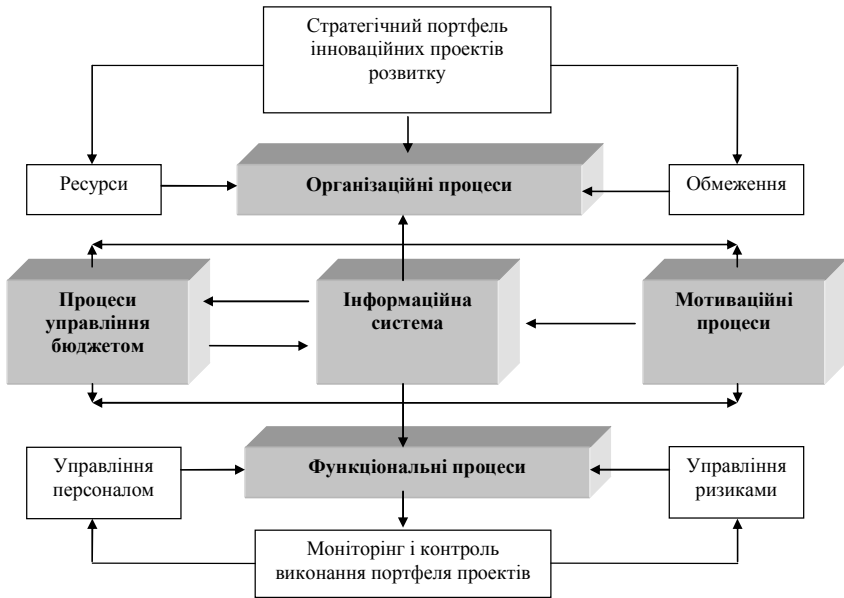 Стратегічний портфель
інноваційних проектів
розвитку
Ресурси
Організаційні процеси
Обмеження
Процеси
управління
бюджетом
Інформаційна
система
Мотиваційні
процеси
Управління
персоналом
Функціональні процеси
Управління
ризиками
Моніторінг і контроль
виконання портфеля проектів